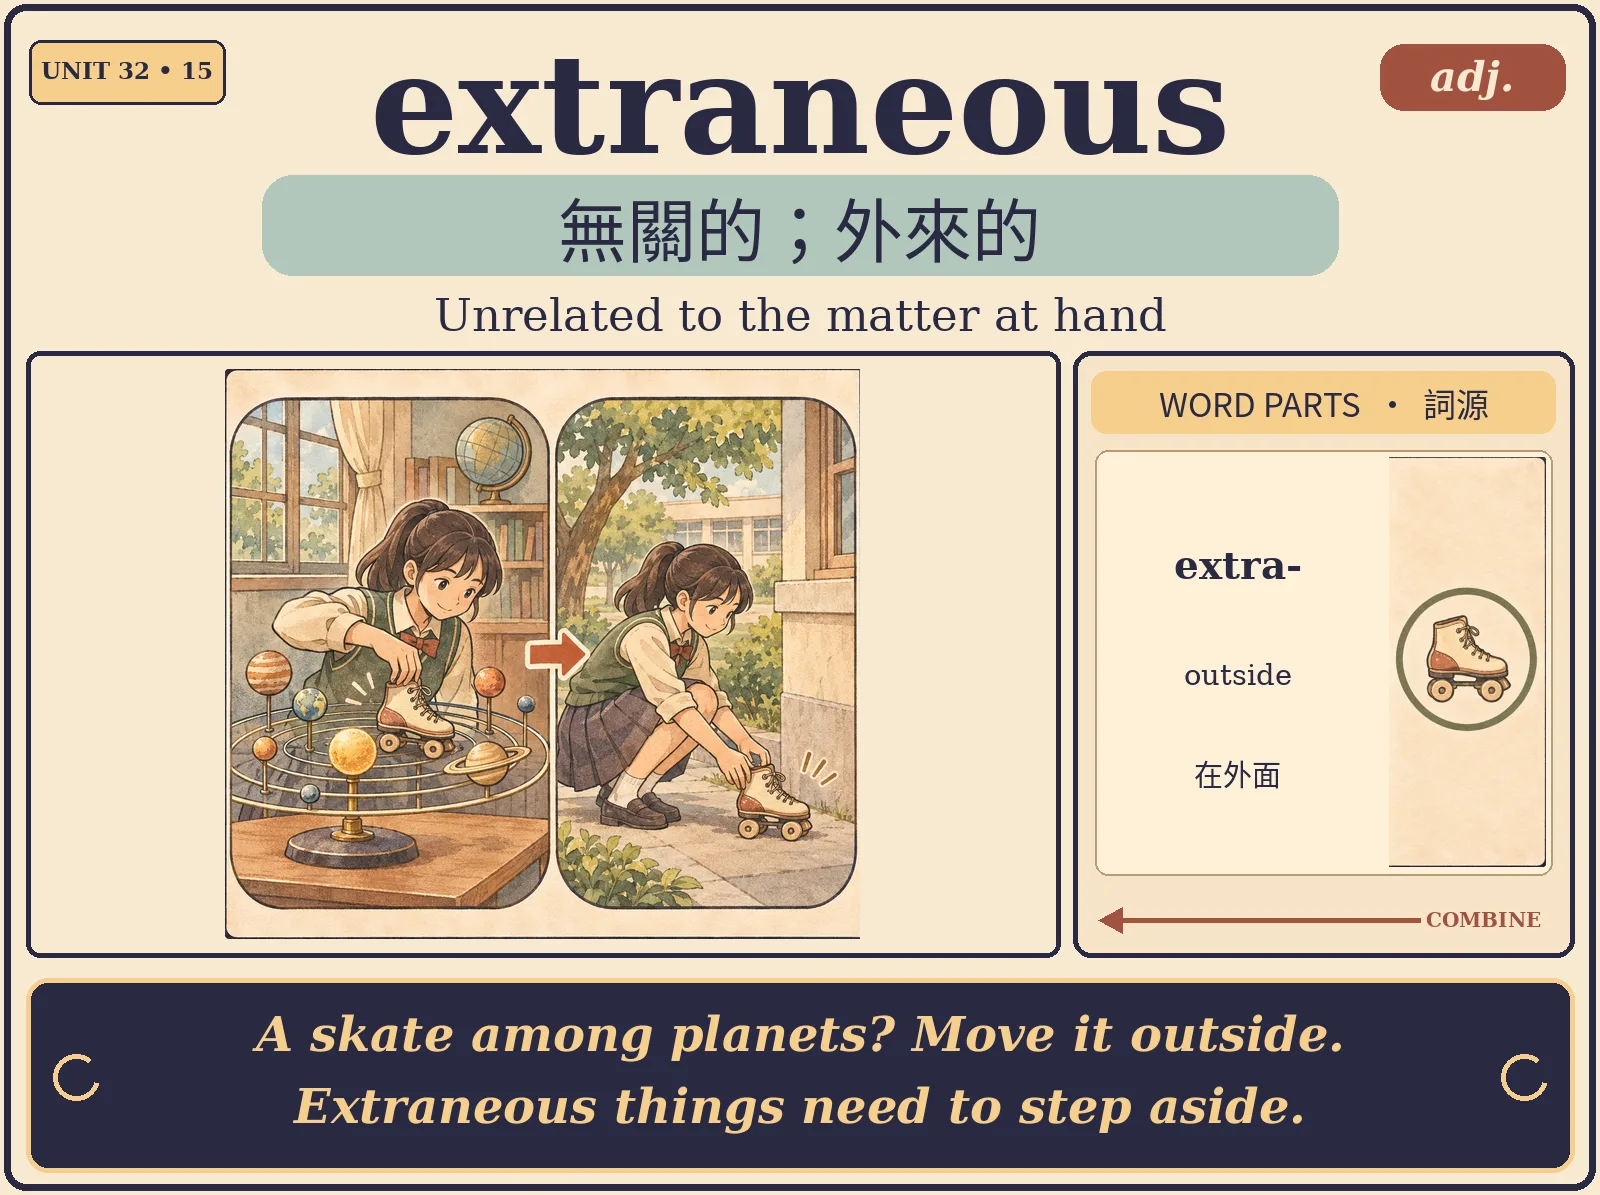 UNIT 32 • 15
extraneous
adj.
無關的；外來的
Unrelated to the matter at hand
WORD PARTS ・ 詞源
extra-
outside
在外面
COMBINE
A skate among planets? Move it outside.
Extraneous things need to step aside.